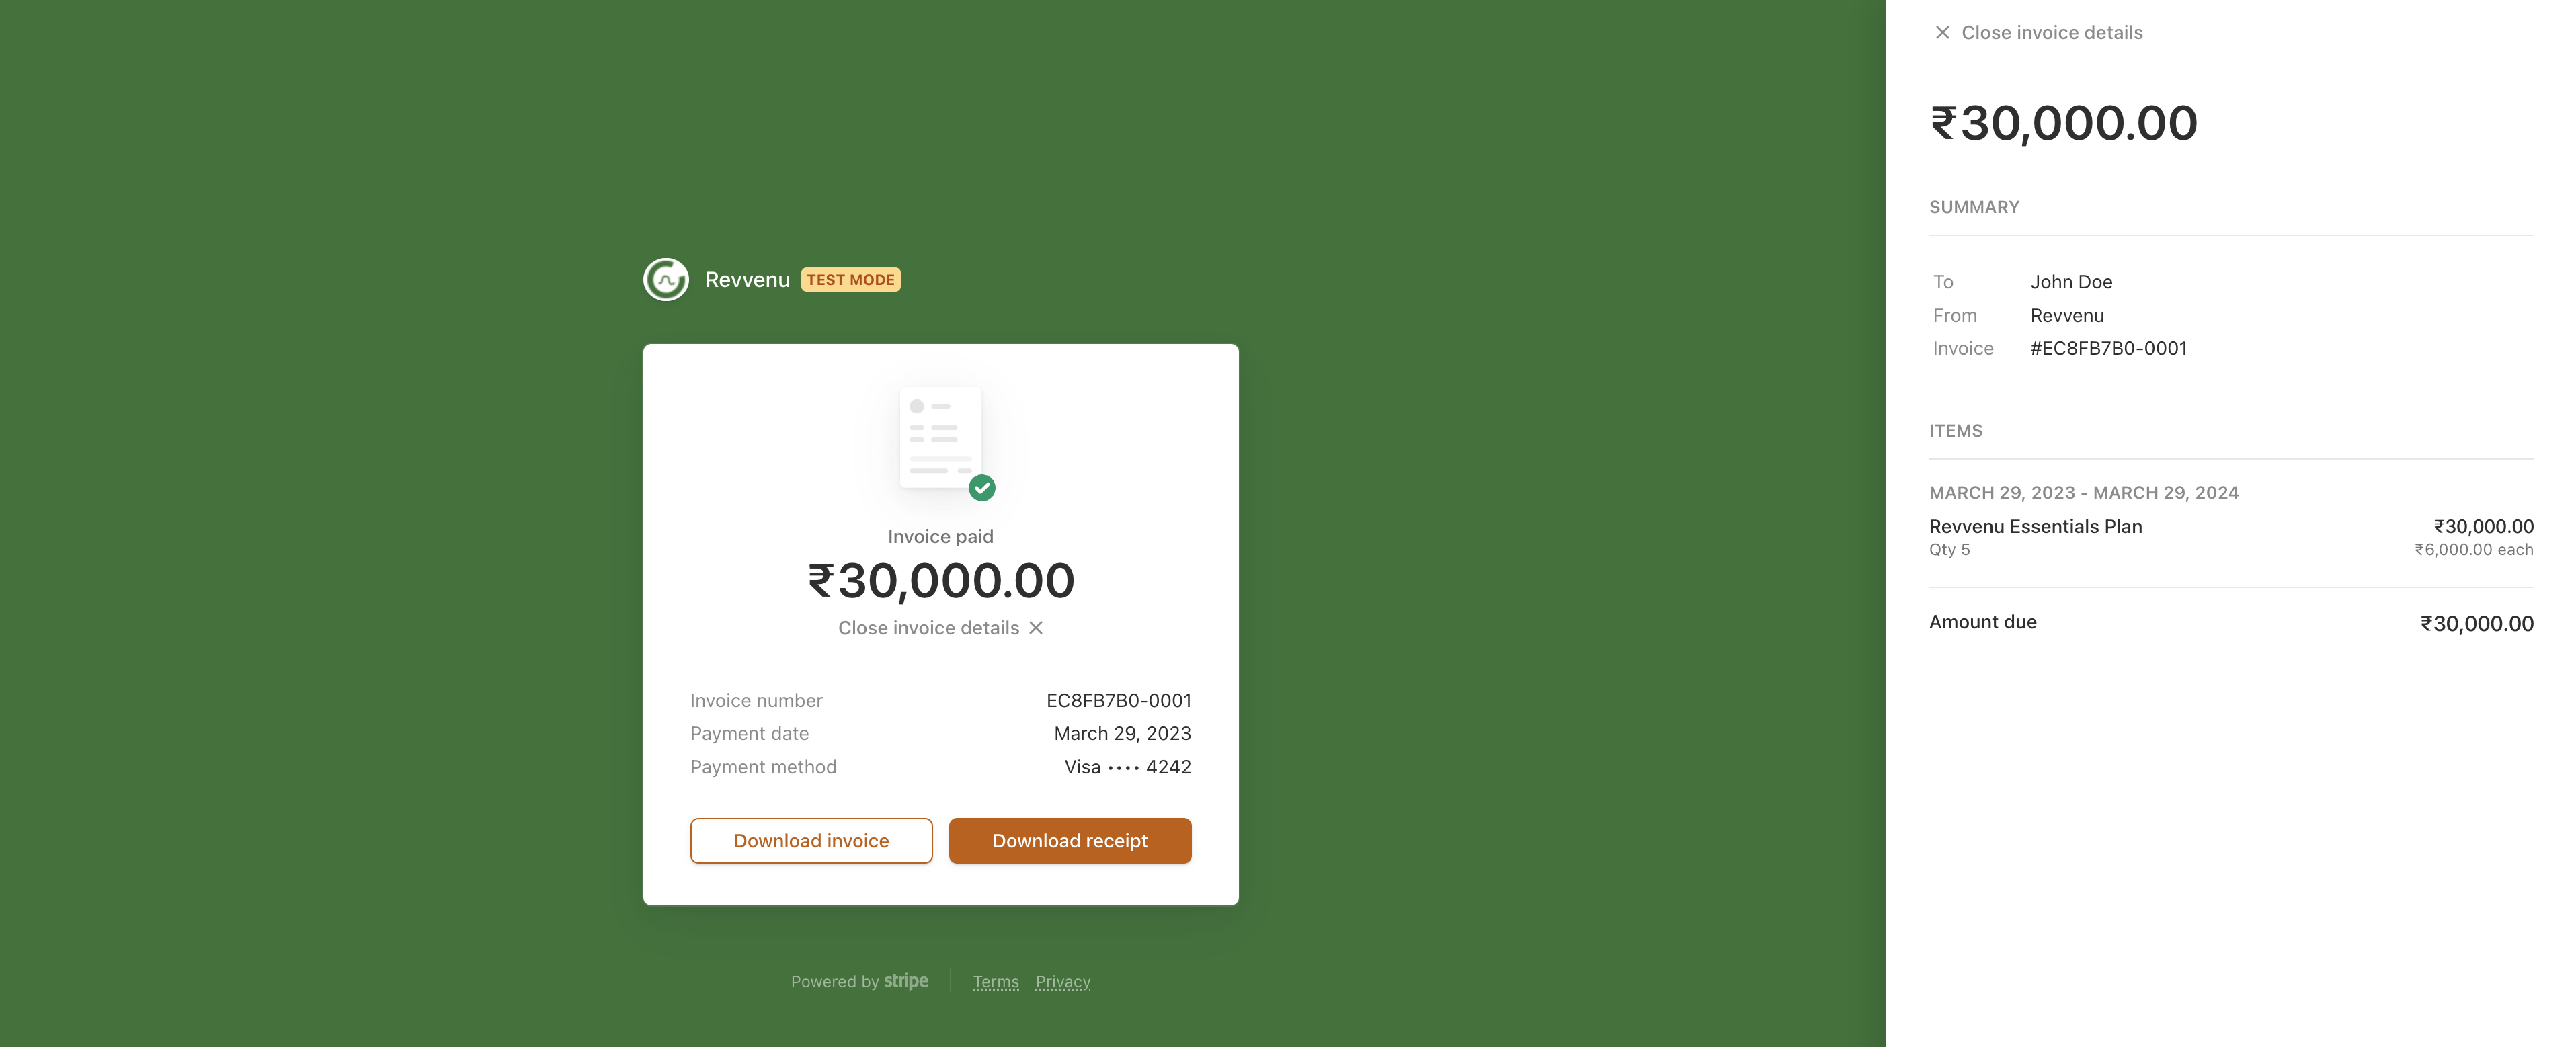 Revvenu TEST MODE
Invoice paid
₹30,000.00
Close invoice details
Invoice number EC8FB7B0-0001
Payment date March 29, 2023
Payment method Visa •••• 4242
Download invoice Download receipt
Powered by stripe Terms Privacy
Close invoice details
₹30,000.00
SUMMARY
To John Doe
From Revvenu
Invoice #EC8FB7B0-0001
ITEMS
MARCH 29, 2023 - MARCH 29, 2024
Revvenu Essentials Plan ₹30,000.00
Qty 5 ₹6,000.00 each
Amount due ₹30,000.00